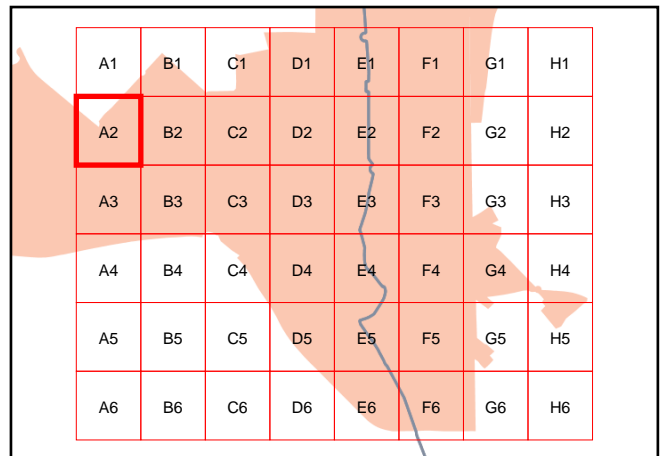 A1 B1 C1 D1 E1 F1 G1 H1
A2 B2 C2 D2 E2 F2 G2 H2
A3 B3 C3 D3 E3 F3 G3 H3
A4 B4 C4 D4 E4 F4 G4 H4
A5 B5 C5 D5 E5 F5 G5 H5
A6 B6 C6 D6 E6 F6 G6 H6